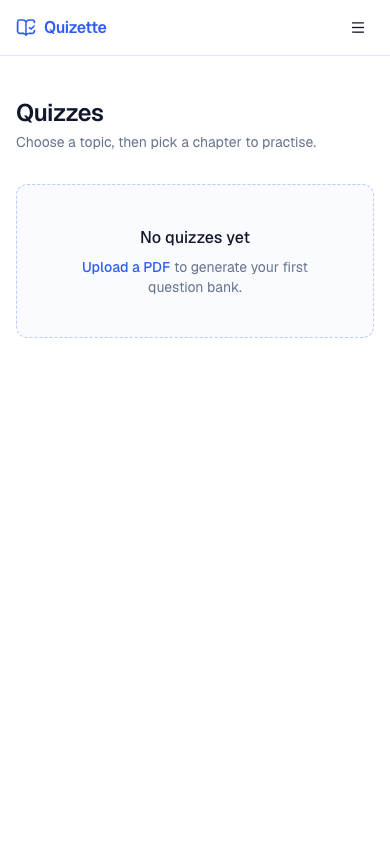 Quizette
Quizzes
Choose a topic, then pick a chapter to practise.
No quizzes yet
Upload a PDF to generate your first
question bank.